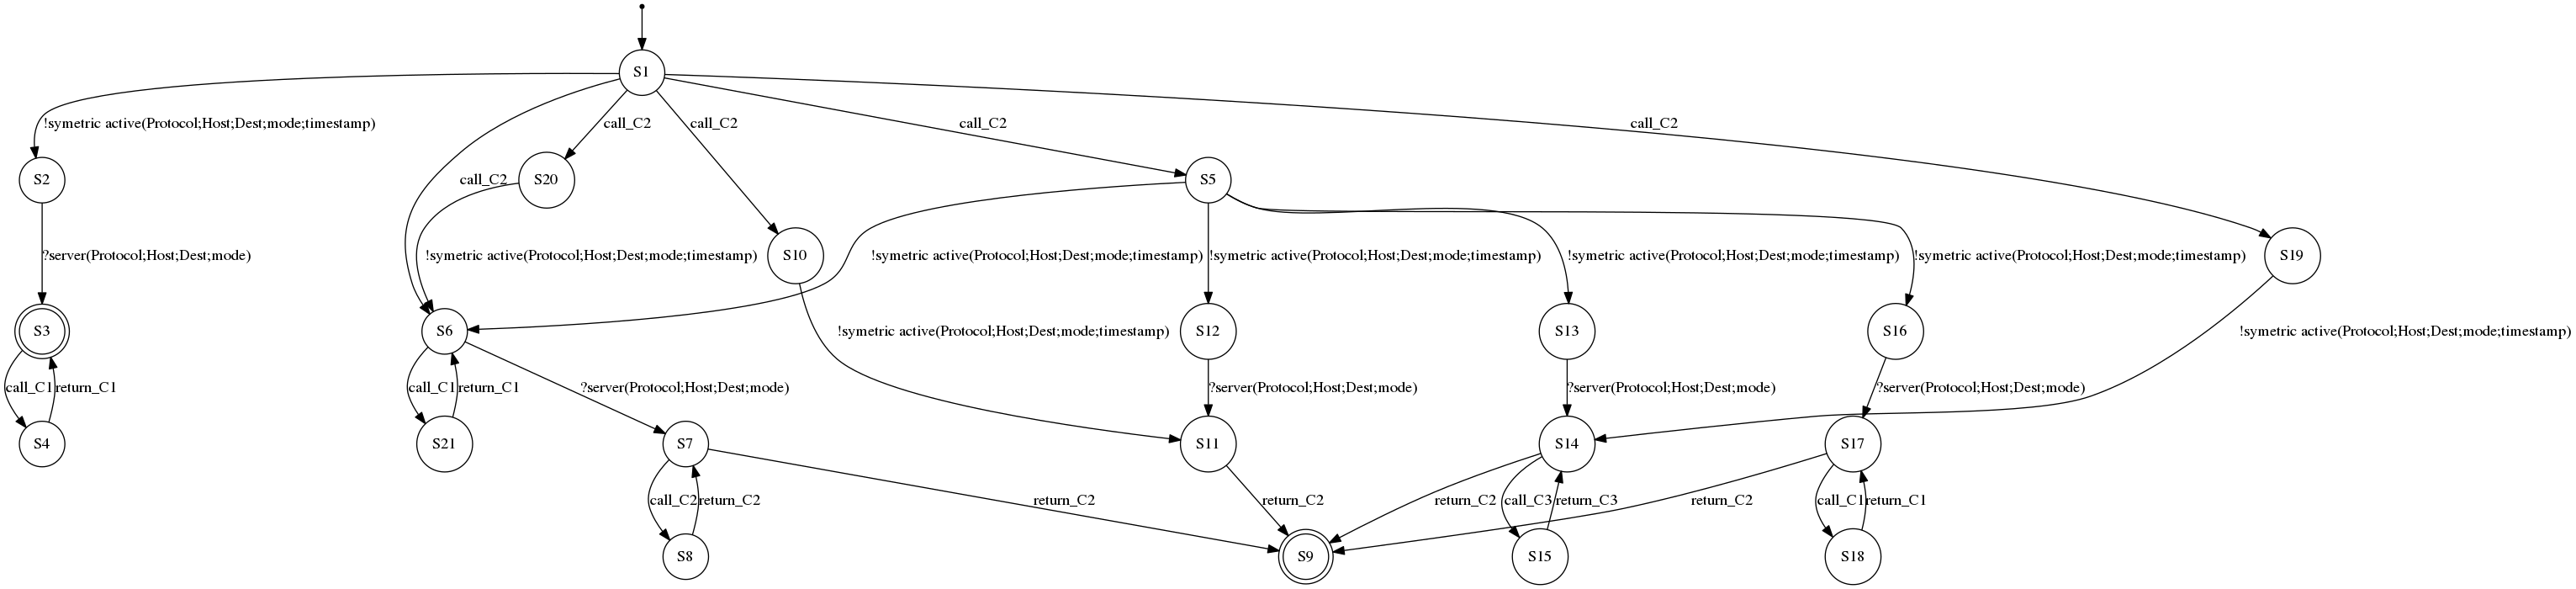 S1
!symetric active(Protocol;Host;Dest;mode;timestamp)
call_C2
call_C2
call_C2
call_C2
S2
call_C2
S20
S5
?server(Protocol;Host;Dest;mode)
!symetric active(Protocol;Host;Dest;mode;timestamp)
S10
!symetric active(Protocol;Host;Dest;mode;timestamp)
!symetric active(Protocol;Host;Dest;mode;timestamp)
!symetric active(Protocol;Host;Dest;mode;timestamp)
!symetric active(Protocol;Host;Dest;mode;timestamp)
S19
S3
S6
!symetric active(Protocol;Host;Dest;mode;timestamp)
S12
S13
S16
!symetric active(Protocol;Host;Dest;mode;timestamp)
call_C1
return_C1
call_C1
return_C1
?server(Protocol;Host;Dest;mode)
?server(Protocol;Host;Dest;mode)
?server(Protocol;Host;Dest;mode)
?server(Protocol;Host;Dest;mode)
S4
S21
S7
S11
S14
S17
call_C2
return_C2
return_C2
return_C2
return_C2
call_C3
return_C3
return_C2
call_C1
return_C1
S8
S9
S15
S18